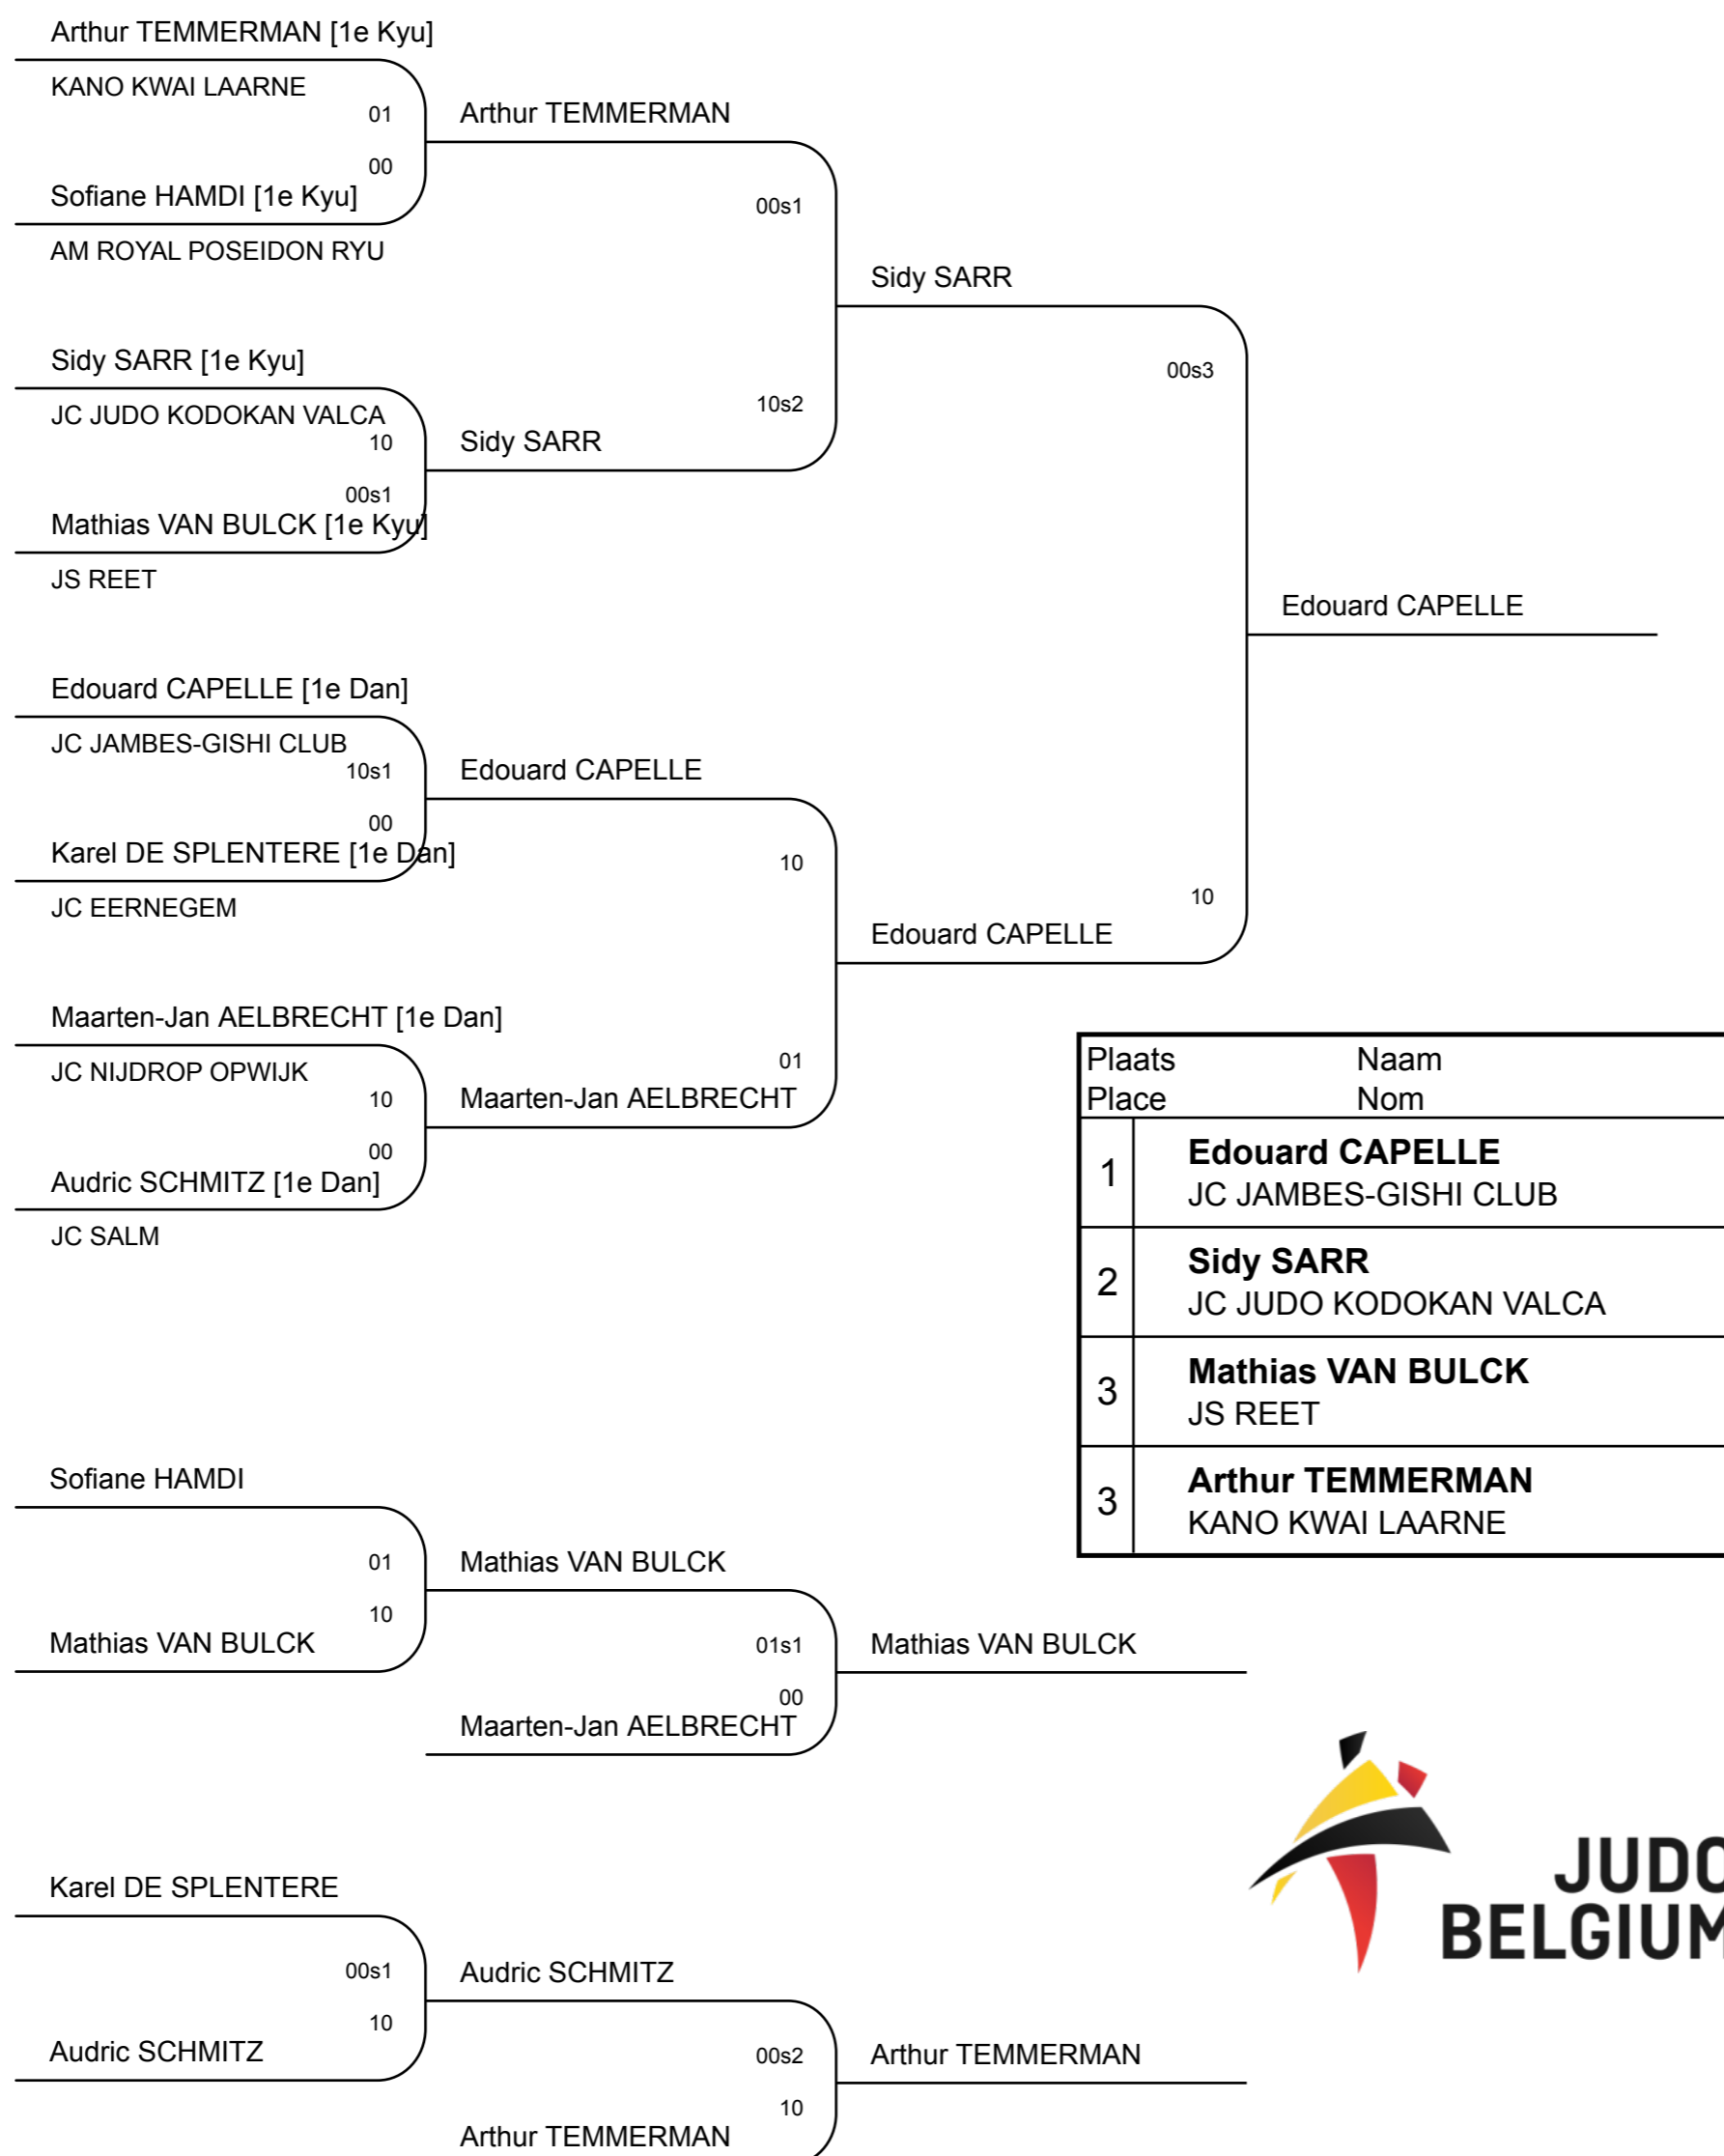 Arthur TEMMERMAN [1e Kyu]
KANO KWAI LAARNE
01
Arthur TEMMERMAN
00
Sofiane HAMDI [1e Kyu]
00s1
AM ROYAL POSEIDON RYU
Sidy SARR
Sidy SARR [1e Kyu]
00s3
JC JUDO KODOKAN VALCA
10s2
10
Sidy SARR
00s1
Mathias VAN BULCK [1e Kyu]
JS REET
Edouard CAPELLE
Edouard CAPELLE [1e Dan]
JC JAMBES-GISHI CLUB
10s1
Edouard CAPELLE
00
Karel DE SPLENTERE [1e Dan]
10
10
JC EERNEGEM
Edouard CAPELLE
Maarten-Jan AELBRECHT [1e Dan]
JC NIJDROP OPWIJK
01
10
Maarten-Jan AELBRECHT
00
Audric SCHMITZ [1e Dan]
JC SALM
Plaats Naam
Place Nom
1 Edouard CAPELLE
JC JAMBES-GISHI CLUB
2 Sidy SARR
JC JUDO KODOKAN VALCA
3 Mathias VAN BULCK
JS REET
3 Arthur TEMMERMAN
KANO KWAI LAARNE
Sofiane HAMDI
01
Mathias VAN BULCK
10
Mathias VAN BULCK
01s1
Mathias VAN BULCK
00
Maarten-Jan AELBRECHT
JUDO
BELGIUM
Karel DE SPLENTERE
00s1
Audric SCHMITZ
10
Audric SCHMITZ
00s2
Arthur TEMMERMAN
10
Arthur TEMMERMAN